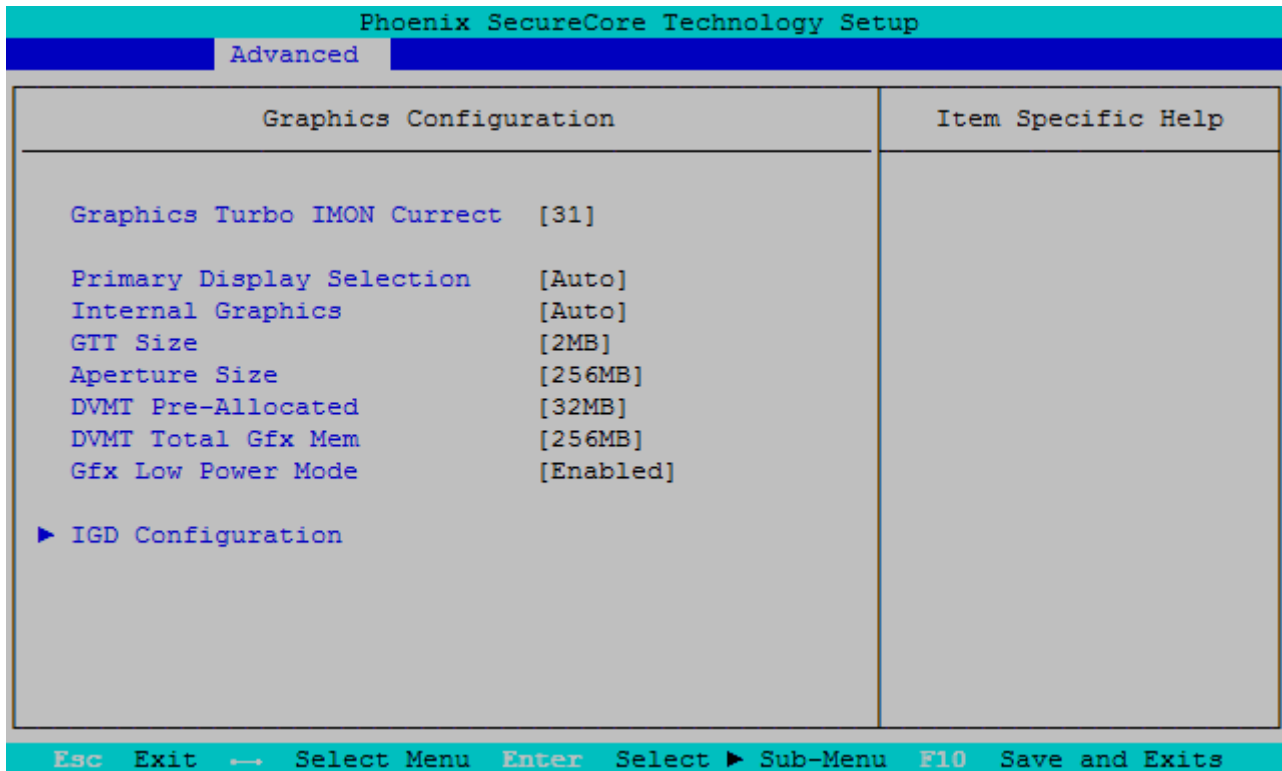 Phoenix SecureCore Technology Setup
Advanced
Graphics Configuration
Item Specific Help
Graphics Turbo IMON Currect [31]
Primary Display Selection [Auto]
Internal Graphics [Auto]
GTT Size [2MB]
Aperture Size [256MB]
DVMT Pre-Allocated [32MB]
DVMT Total Gfx Mem [256MB]
Gfx Low Power Mode [Enabled]
► IGD Configuration
Esc Exit ←→ Select Menu Enter Select ► Sub-Menu F10 Save and Exits